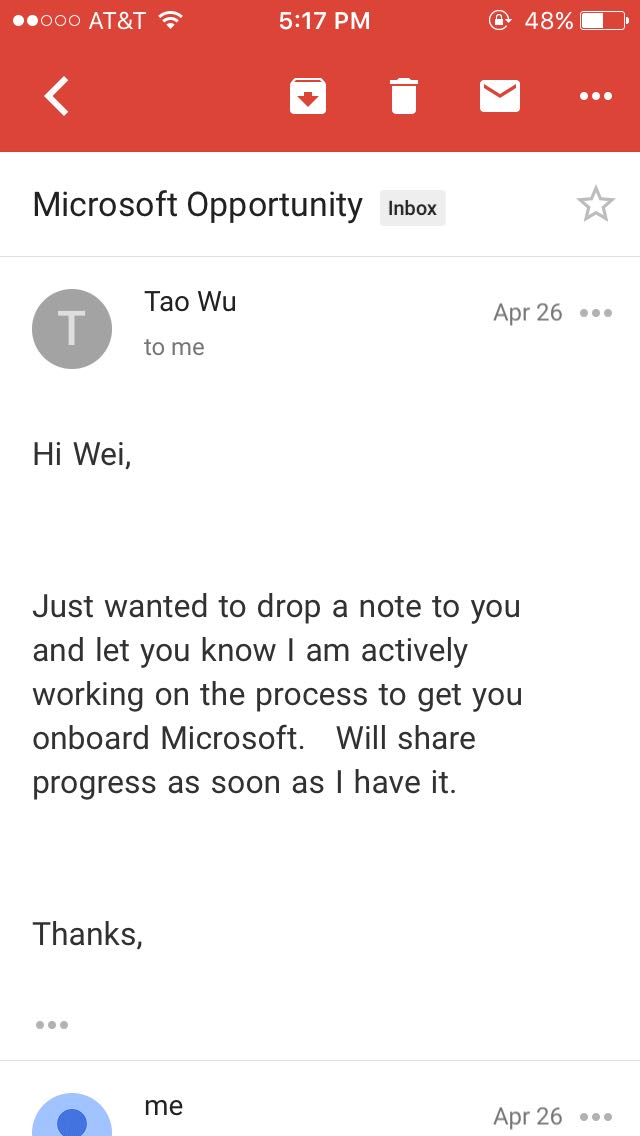 AT&T 5:17 PM 48%
Microsoft Opportunity Inbox
T Tao Wu Apr 26
to me
Hi Wei,
Just wanted to drop a note to you
and let you know I am actively
working on the process to get you
onboard Microsoft.   Will share
progress as soon as I have it.
Thanks,
me Apr 26